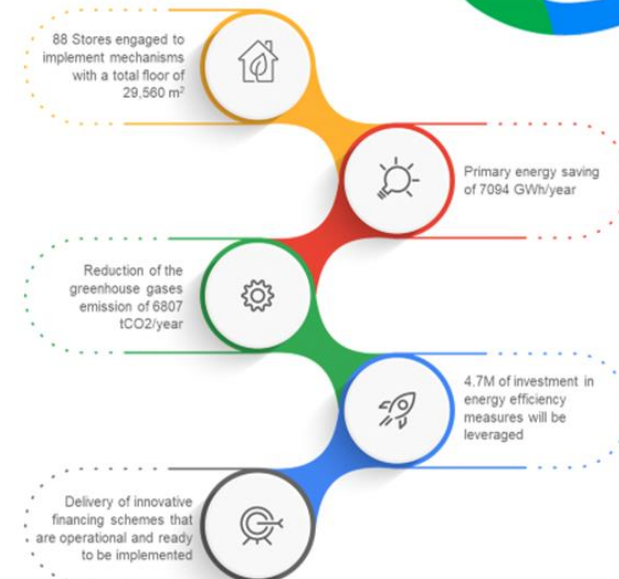 88 Stores engaged to
implement mechanisms
with a total floor of
29,560 m²
Primary energy saving
of 7094 GWh/year
Reduction of the
greenhouse gases
emission of 6807
tCO2/year
4.7M of investment in
energy efficiency
measures will be
leveraged
Delivery of innovative
financing schemes that
are operational and ready
to be implemented